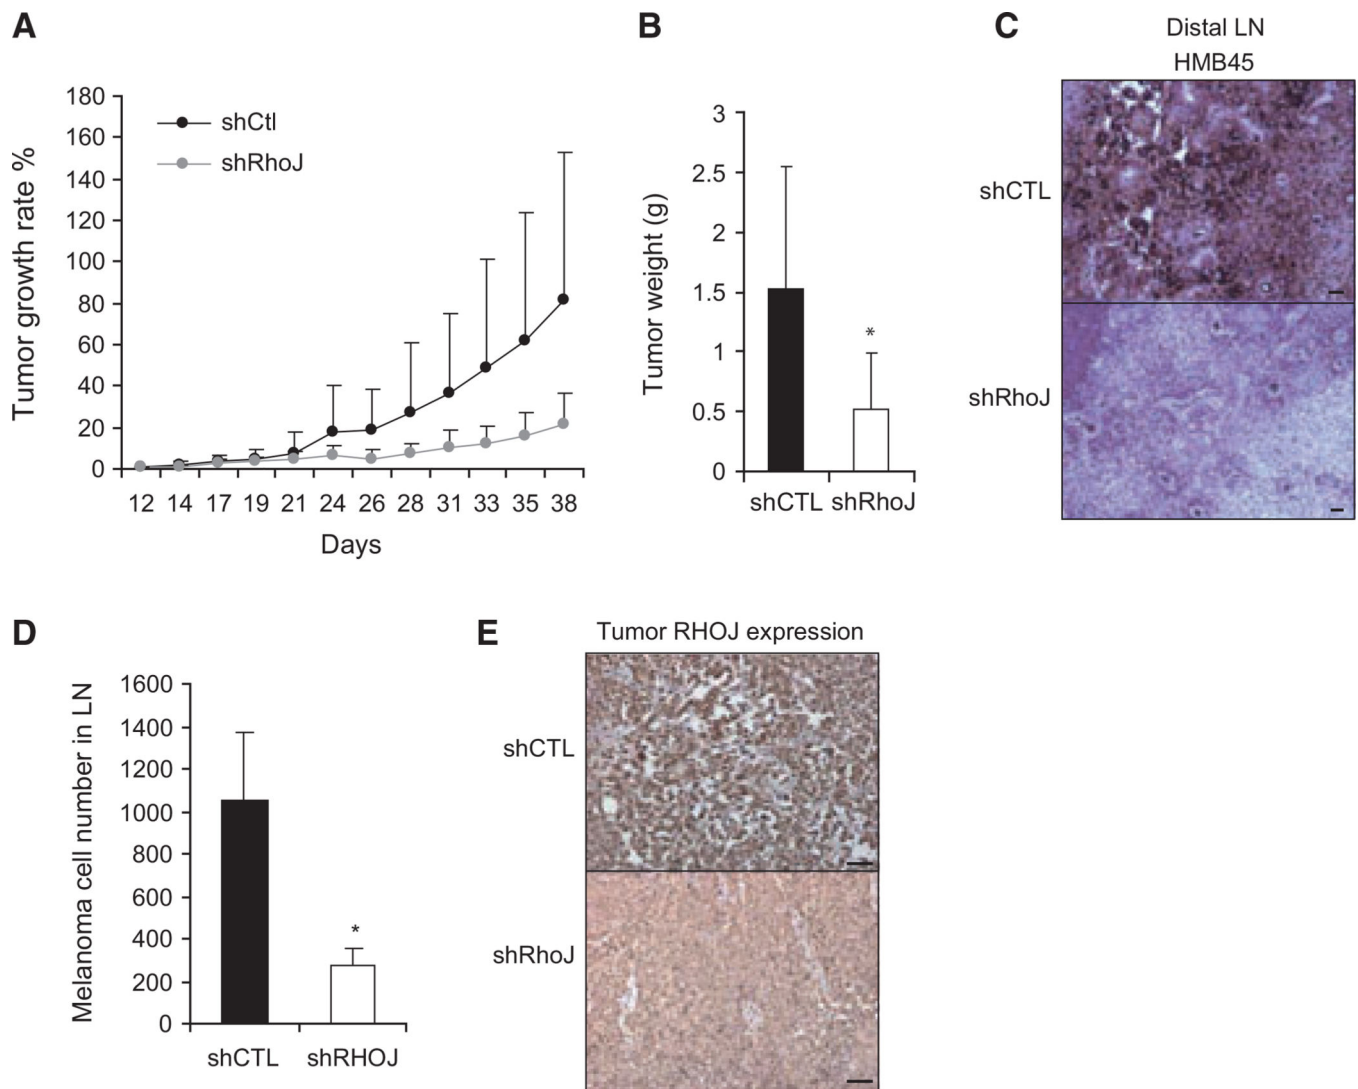 A
B
C
Distal LN
HMB45
180
160
140
120
100
80
60
40
20
0
Tumor growth rate %
shCtl
shRhoJ
12 14 17 19 21 24 26 28 31 33 35 38
Days
3
2.5
2
1.5
1
0.5
0
Tumor weight (g)
*
shCTL shRhoJ
shCTL
shRhoJ
D
E
Tumor RHOJ expression
1600
1400
1200
1000
800
600
400
200
0
Melanoma cell number in LN
*
shCTL shRHOJ
shCTL
shRhoJ